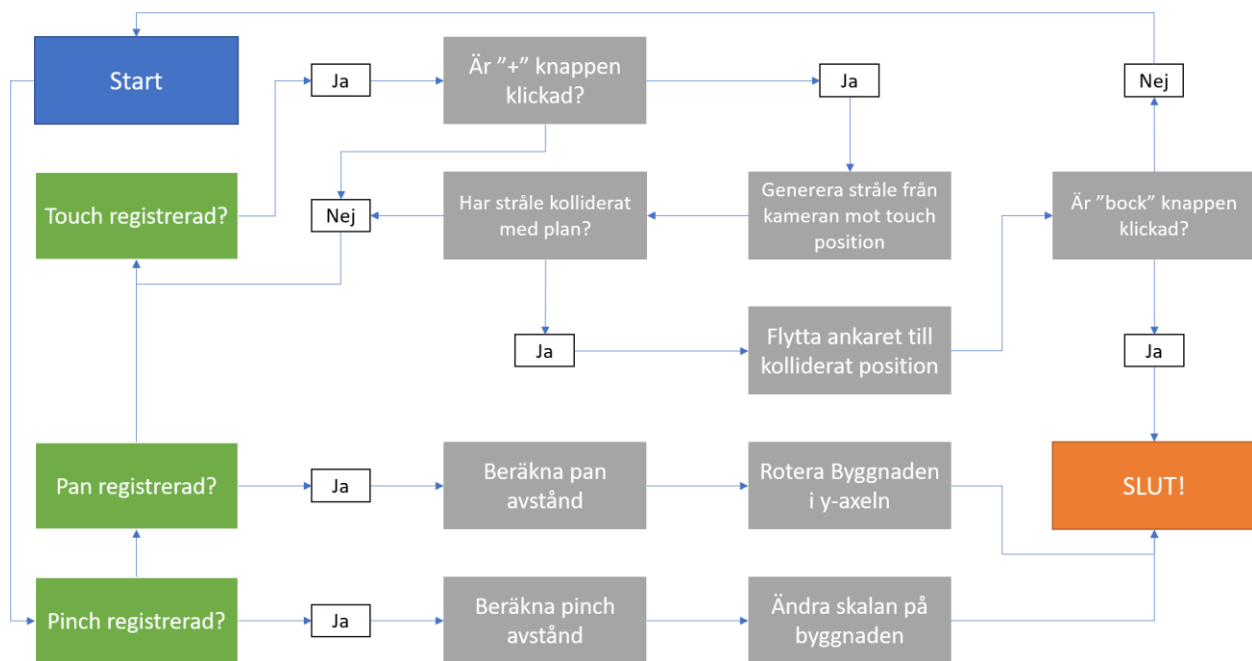 Start
Ja
Är ”+” knappen
klickad?
Ja
Nej
Touch registrerad?
Nej
Har stråle kolliderat
med plan?
Generera stråle från
kameran mot touch
position
Är ”bock” knappen
klickad?
Ja
Flytta ankaret till
kolliderat position
Ja
Pan registrerad?
Ja
Beräkna pan
avstånd
Rotera Byggnaden
i y-axeln
SLUT!
Pinch registrerad?
Ja
Beräkna pinch
avstånd
Ändra skalan på
byggnaden